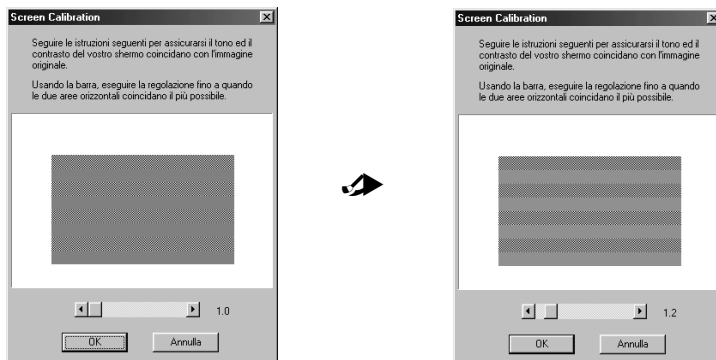 Screen Calibration
Seguire le istruzioni seguenti per assicurarsi il tono ed il
contrasto del vostro shermo coincidano con l'immagine
originale.
Usando la barra, eseguire la regolazione fino a quando
le due aree orizzontali coincidano il più possibile.
1.0
OK
Annulla
Screen Calibration
Seguire le istruzioni seguenti per assicurarsi il tono ed il
contrasto del vostro shermo coincidano con l'immagine
originale.
Usando la barra, eseguire la regolazione fino a quando
le due aree orizzontali coincidano il più possibile.
1.2
OK
Annulla